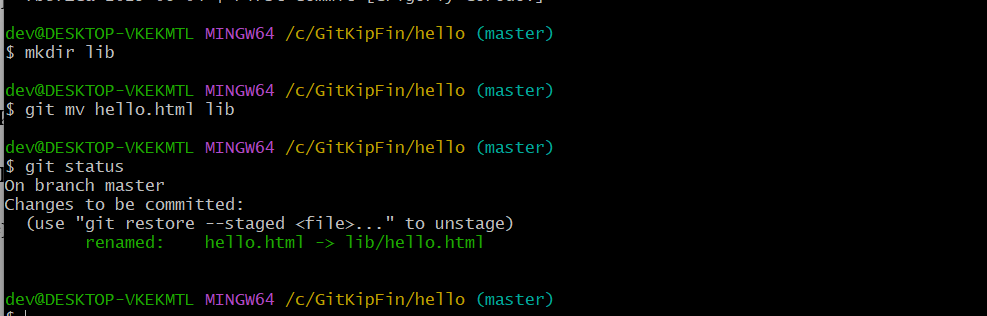 dev@DESKTOP-VKEKMTL MINGW64 /c/GitKipFin/hello (master)
$ mkdir lib
dev@DESKTOP-VKEKMTL MINGW64 /c/GitKipFin/hello (master)
$ git mv hello.html lib
dev@DESKTOP-VKEKMTL MINGW64 /c/GitKipFin/hello (master)
$ git status
On branch master
Changes to be committed:
  (use "git restore --staged <file>..." to unstage)
        renamed:    hello.html -> lib/hello.html
dev@DESKTOP-VKEKMTL MINGW64 /c/GitKipFin/hello (master)
$